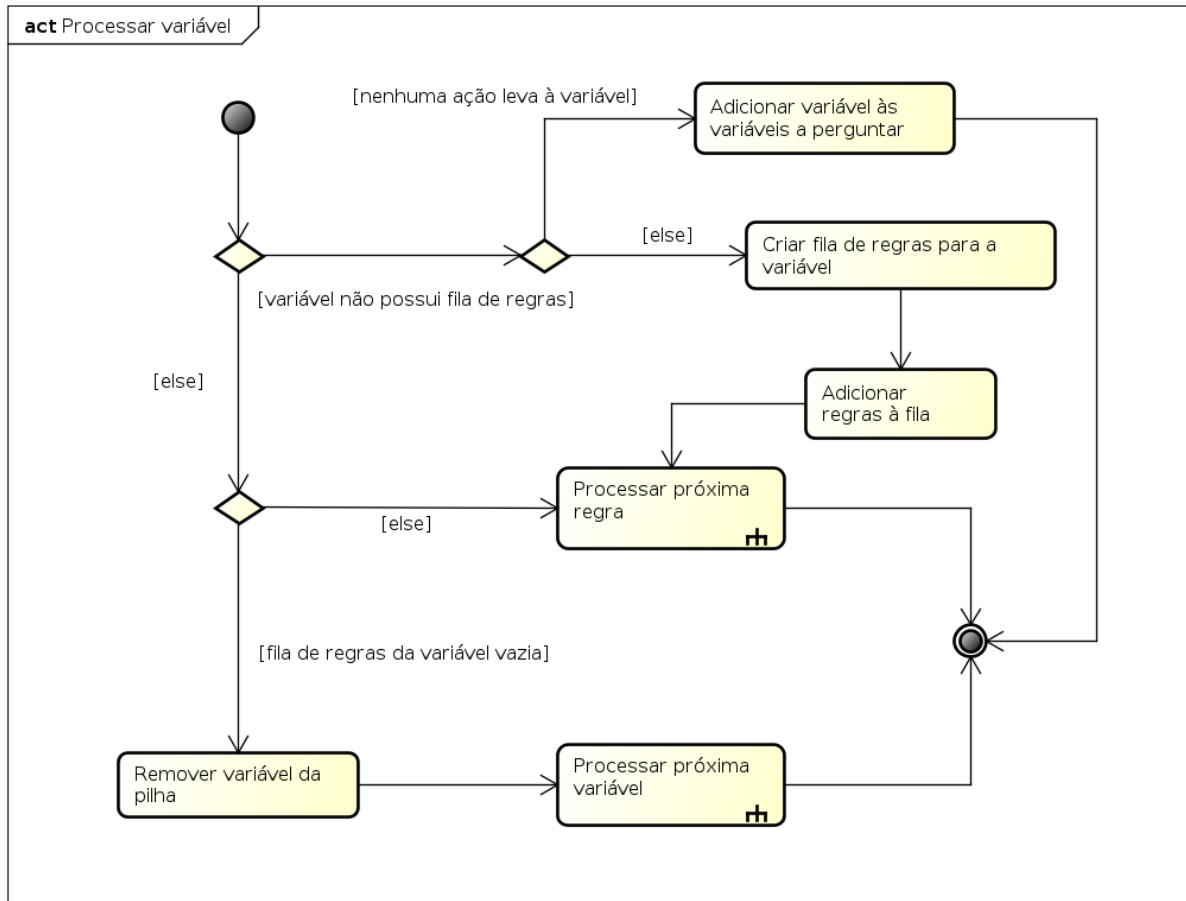 act Processar variável
[nenhuma ação leva à variável]
Adicionar variável às
variáveis a perguntar
[else]
Criar fila de regras para a
variável
[variável não possui fila de regras]
[else]
Adicionar
regras à fila
Processar próxima
regra
[else]
[fila de regras da variável vazia]
Remover variável da
pilha
Processar próxima
variável